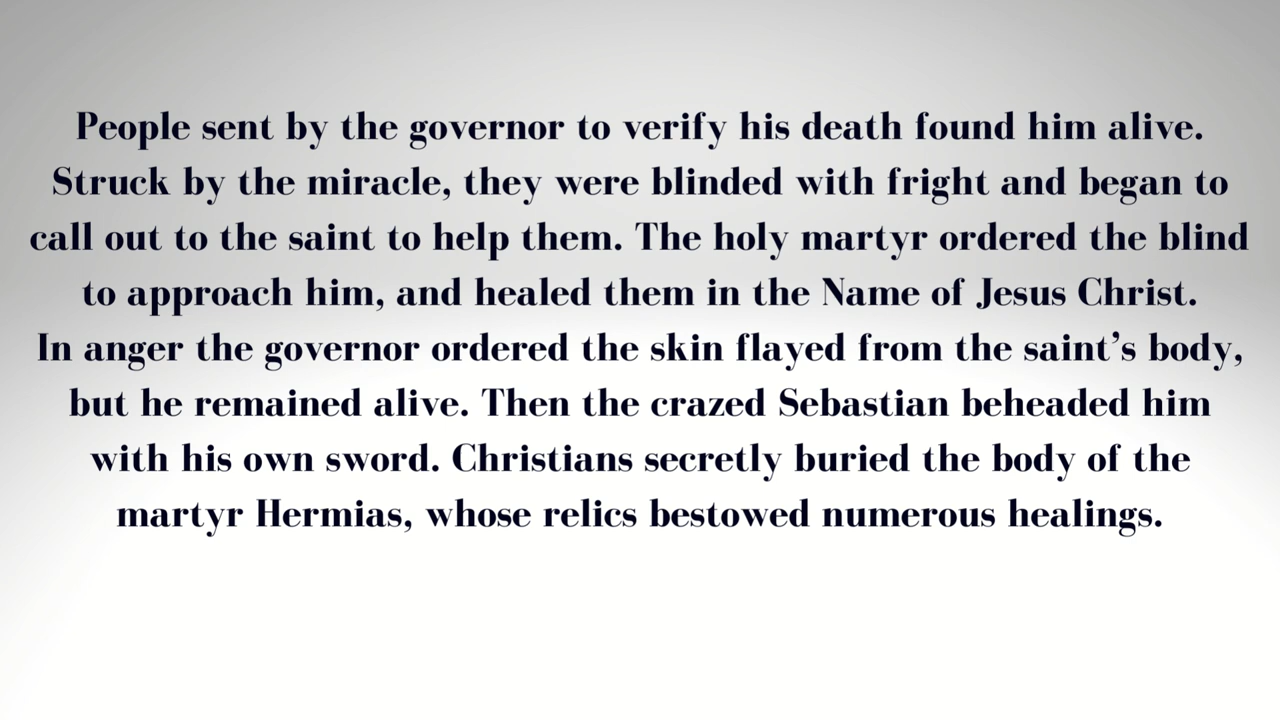 People sent by the governor to verify his death found him alive.
Struck by the miracle, they were blinded with fright and began to
call out to the saint to help them. The holy martyr ordered the blind
to approach him, and healed them in the Name of Jesus Christ.
In anger the governor ordered the skin flayed from the saint’s body,
but he remained alive. Then the crazed Sebastian beheaded him
with his own sword. Christians secretly buried the body of the
martyr Hermias, whose relics bestowed numerous healings.